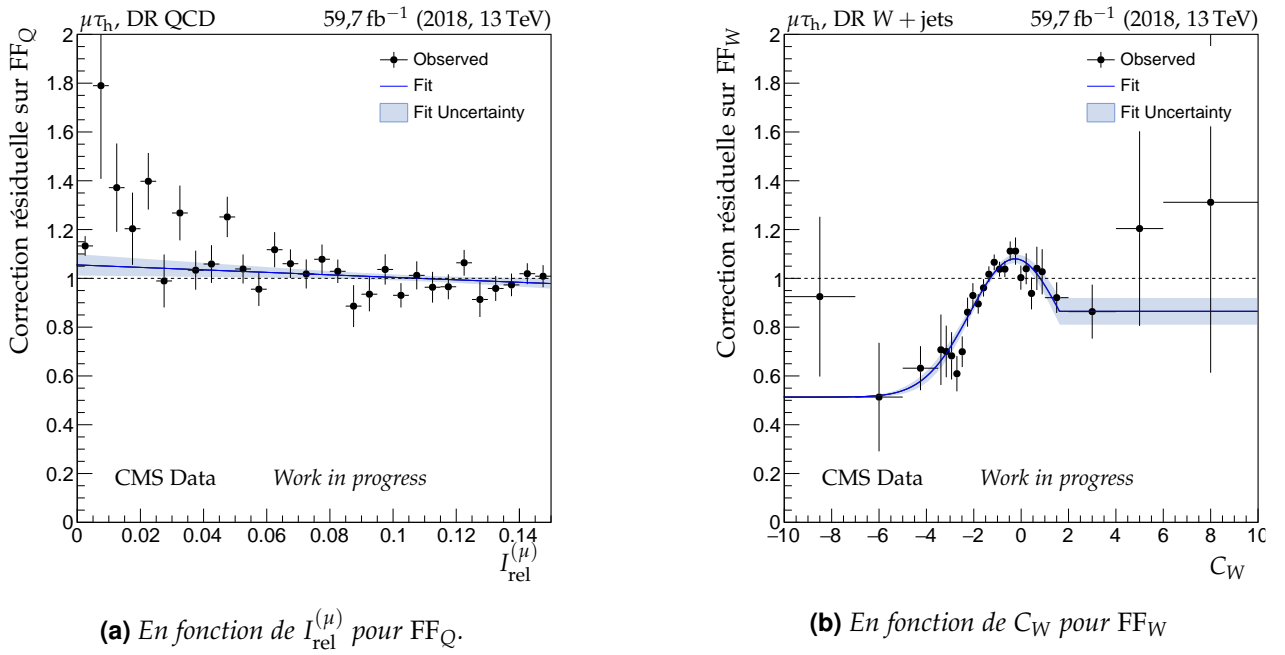 μτh, DR QCD 59,7 fb−1 (2018, 13 TeV)
Correction résiduelle sur FFQ
2
1.8
1.6
1.4
1.2
1
0.8
0.6
0.4
0.2
0
Observed
Fit
Fit Uncertainty
CMS Data Work in progress
0 0.02 0.04 0.06 0.08 0.1 0.12 0.14
I(μ)rel
(a) En fonction de I(μ)rel pour FFQ.
μτh, DR W + jets 59,7 fb−1 (2018, 13 TeV)
Correction résiduelle sur FFW
2
1.8
1.6
1.4
1.2
1
0.8
0.6
0.4
0.2
0
Observed
Fit
Fit Uncertainty
CMS Data Work in progress
−10 −8 −6 −4 −2 0 2 4 6 8 10
CW
(b) En fonction de CW pour FFW